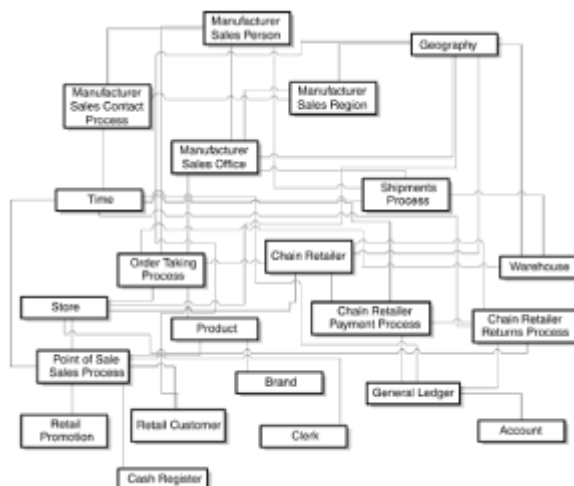 Manufacturer
Sales Person
Geography
Manufacturer
Sales Contact
Process
Manufacturer
Sales Region
Manufacturer
Sales Office
Shipments
Process
Time
Order Taking
Process
Chain Retailer
Warehouse
Store
Product
Chain Retailer
Payment Process
Chain Retailer
Returns Process
Point of Sale
Sales Process
Brand
General Ledger
Retail
Promotion
Retail Customer
Clerk
Account
Cash Register